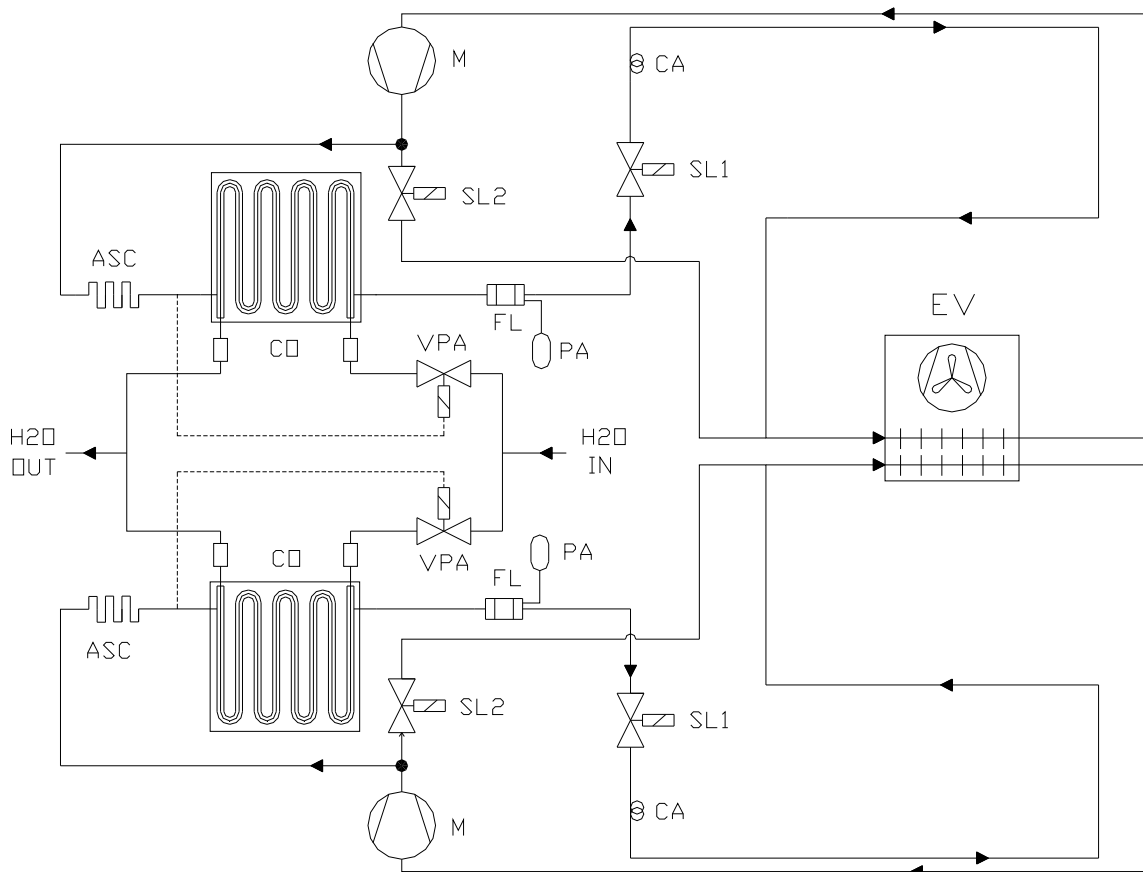 M
CA
SL1
SL2
ASC
EV
FL
CO
VPA
PA
H2O
OUT
H2O
IN
CO
VPA
PA
FL
ASC
SL2
SL1
CA
M